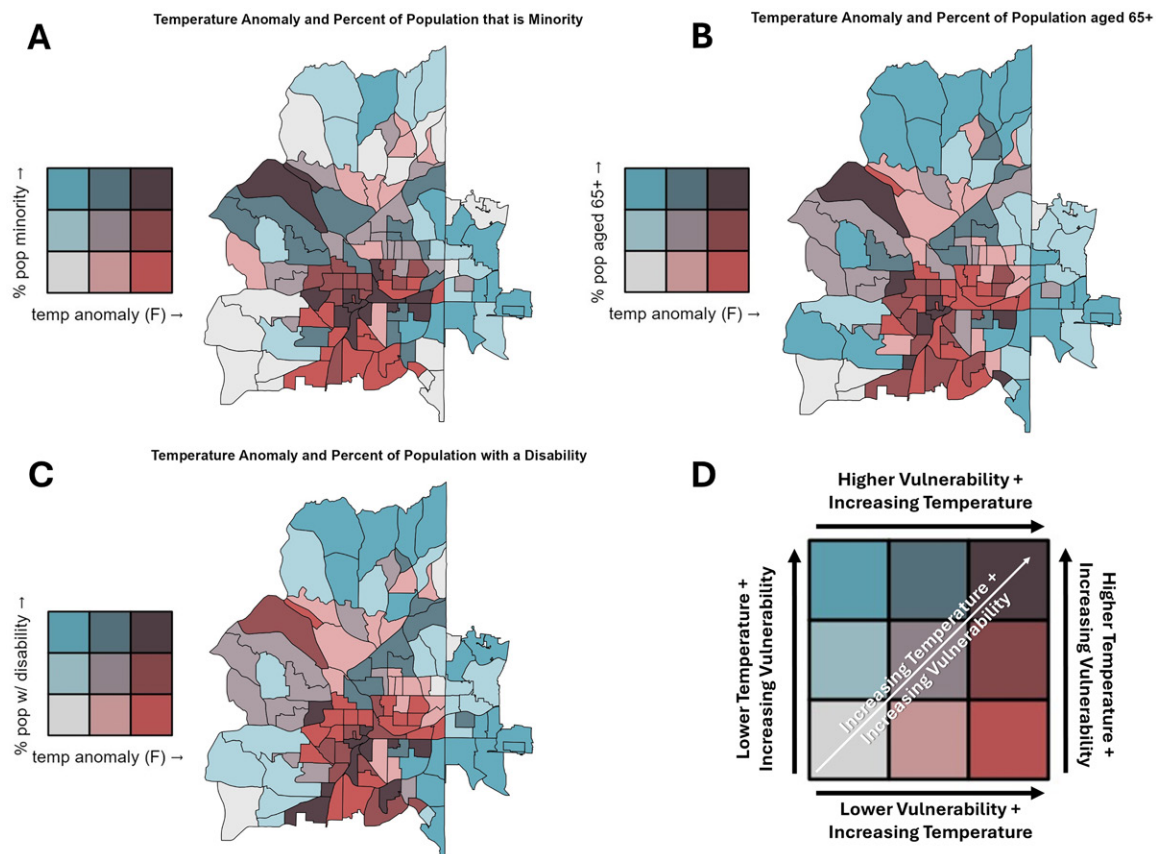 Temperature Anomaly and Percent of Population that is Minority
A
% pop minority →
temp anomaly (F) →
Temperature Anomaly and Percent of Population aged 65+
B
% pop aged 65+ →
temp anomaly (F) →
Temperature Anomaly and Percent of Population with a Disability
C
% pop w/ disability →
temp anomaly (F) →
D
Higher Vulnerability +
Increasing Temperature
Lower Temperature +
Increasing Vulnerability
Increasing Temperature +
Increasing Vulnerability
Higher Temperature +
Increasing Vulnerability
Lower Vulnerability +
Increasing Temperature